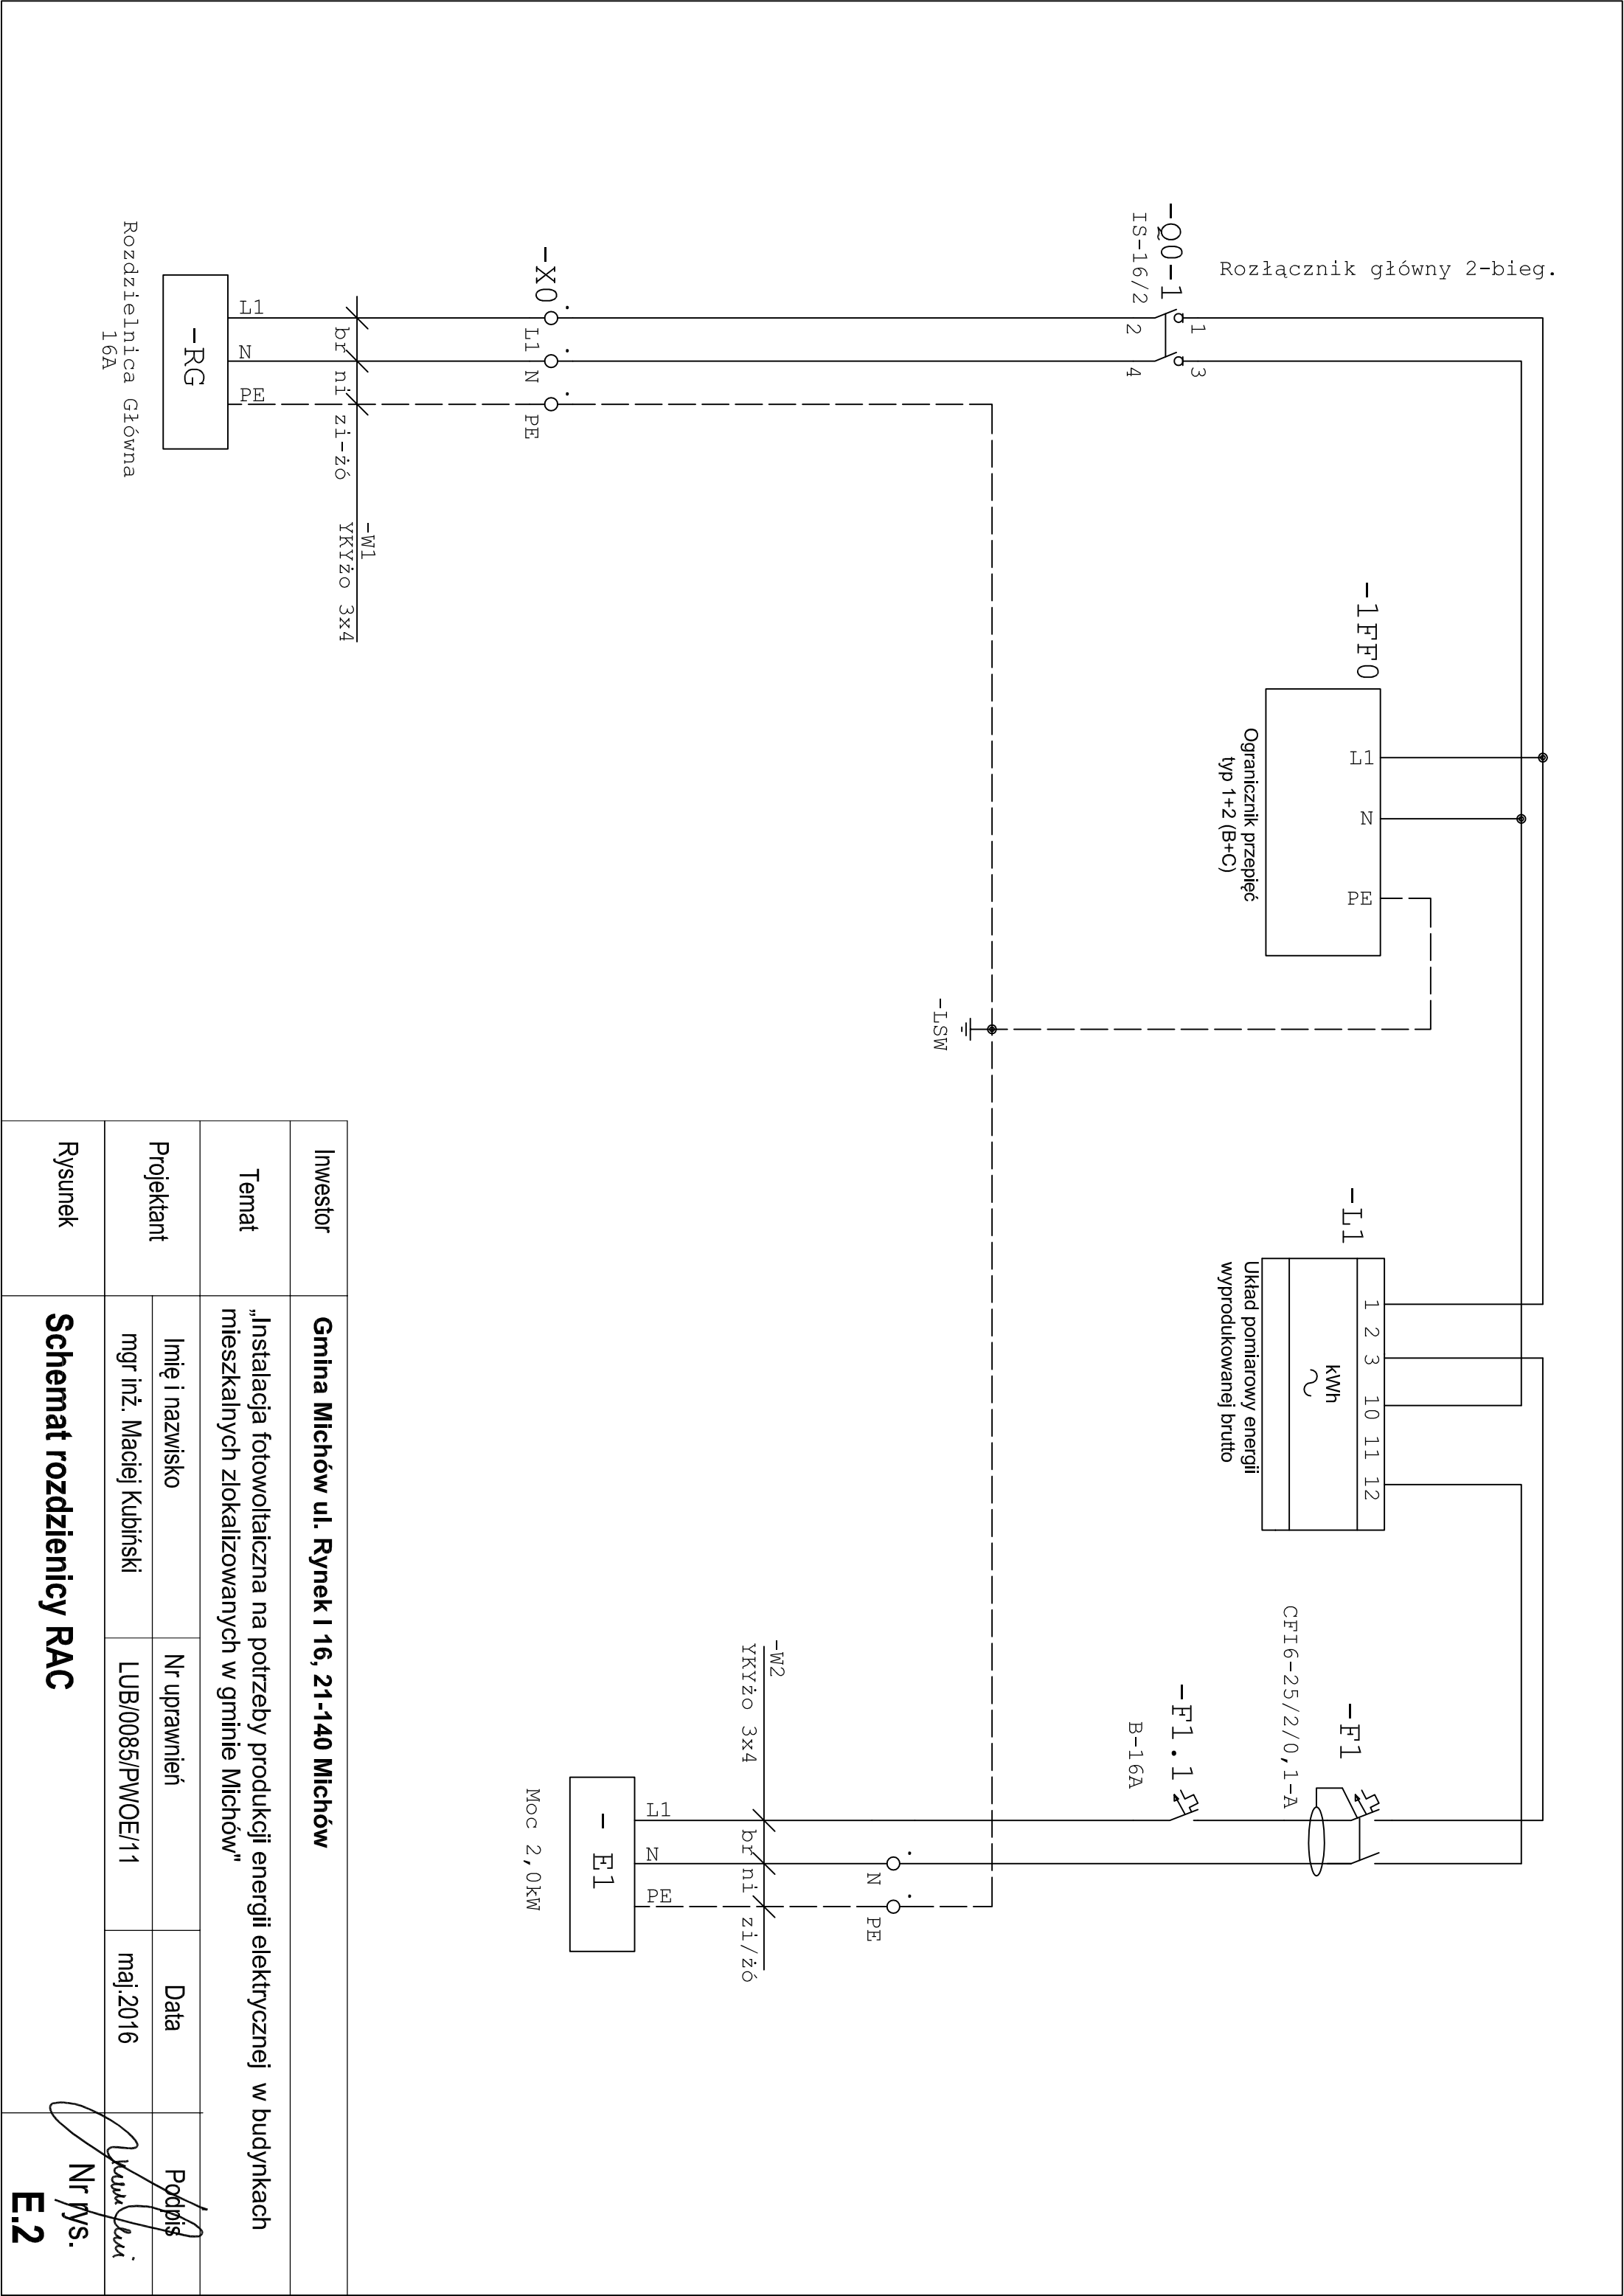 Rozłącznik główny 2-bieg.
-Q0-1
IS-16/2
1
3
2
4
-1FF0
L1
N
PE
Ogranicznik przepięć
typ 1+2 (B+C)
-L1
1 2 3 10 11 12
kWh
Układ pomiarowy energii
wyprodukowanej brutto
-F1
CFI6-25/2/0,1-A
-F1.1
B-16A
-LSW
-X0
L1
N
PE
N
PE
-W2
YKYżo 3x4
br
ni
zi/żó
L1
N
PE
- E1
Moc 2,0kW
-W1
YKYżo 3x4
br
ni
zi-żó
L1
N
PE
-RG
Rozdzielnica Główna
16A
Inwestor
Gmina Michów ul. Rynek I 16, 21-140 Michów
Temat
„Instalacja fotowoltaiczna na potrzeby produkcji energii elektrycznej w budynkach
mieszkalnych zlokalizowanych w gminie Michów"
Projektant
Imię i nazwisko
Nr uprawnień
Data
Podpis
mgr inż. Maciej Kubiński
LUB/0085/PWOE/11
maj.2016
Rysunek
Schemat rozdzienicy RAC
Nr rys.
E.2